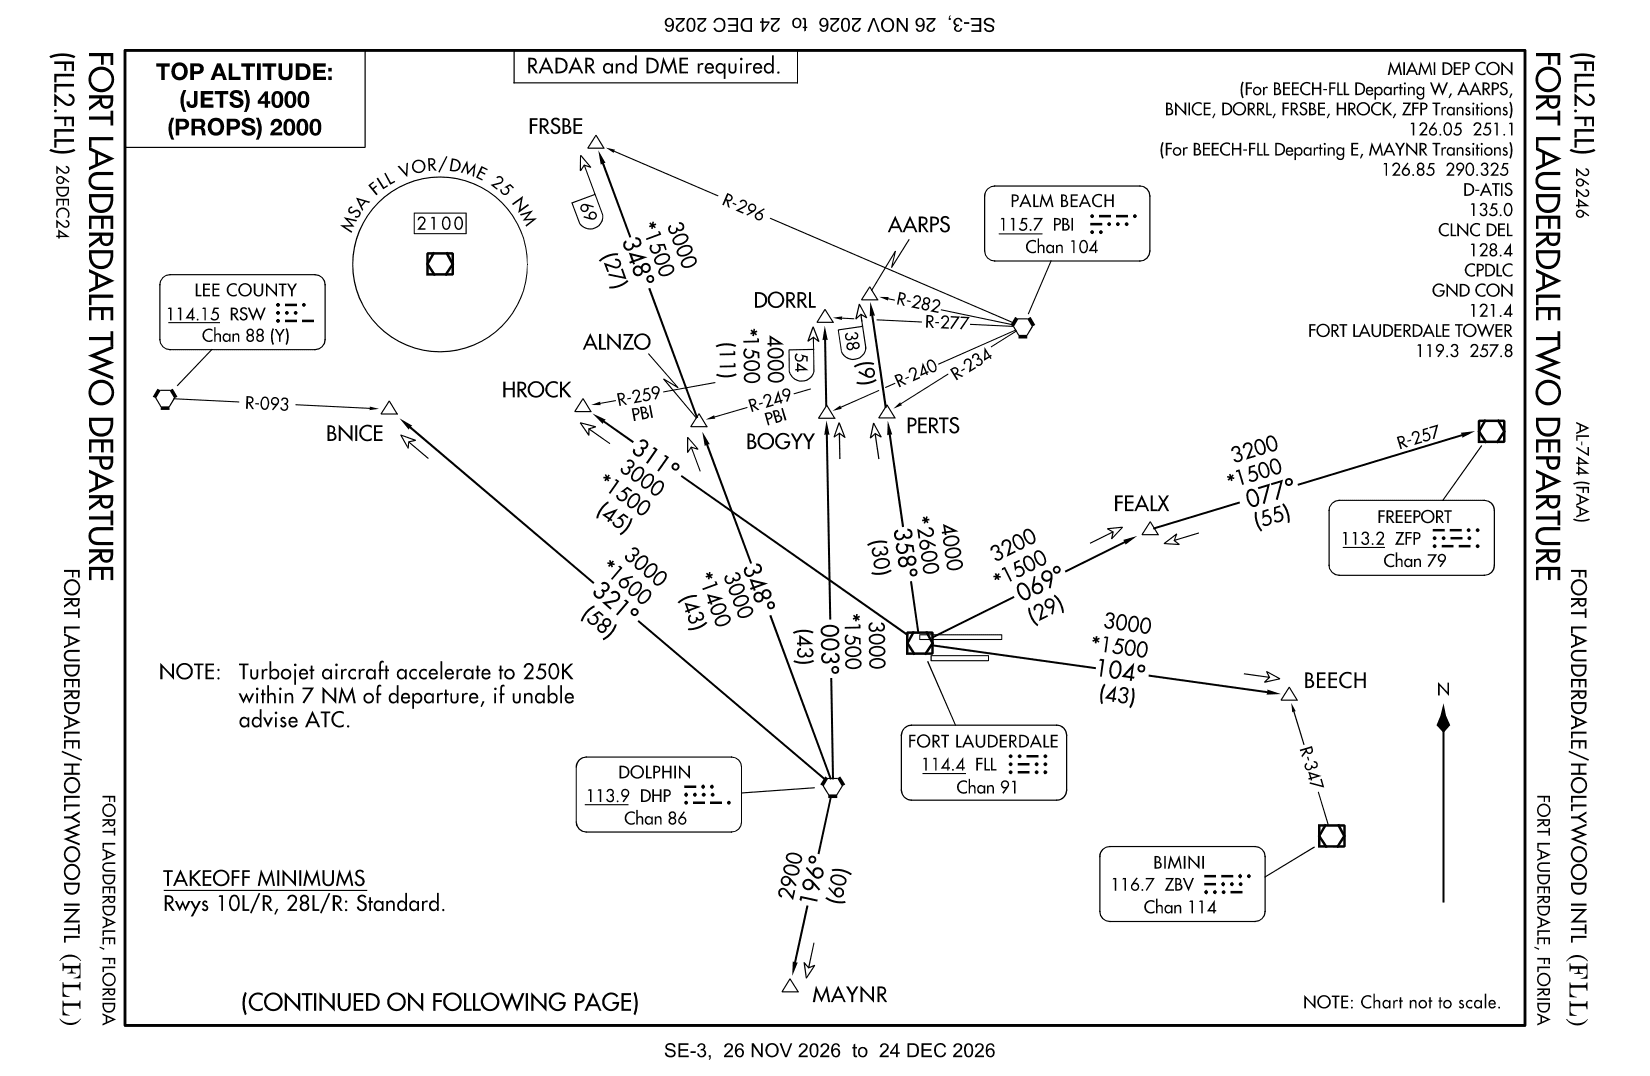 SE-3, 26 NOV 2026 to 24 DEC 2026
(FLL2.FLL) 26DEC24
FORT LAUDERDALE TWO DEPARTURE
FORT LAUDERDALE/HOLLYWOOD INTL (FLL)
FORT LAUDERDALE, FLORIDA
TOP ALTITUDE:
(JETS) 4000
(PROPS) 2000
RADAR and DME required.
MIAMI DEP CON
(For BEECH-FLL Departing W, AARPS,
BNICE, DORRL, FRSBE, HROCK, ZFP Transitions)
126.05 251.1
(For BEECH-FLL Departing E, MAYNR Transitions)
126.85 290.325
D-ATIS
135.0
CLNC DEL
128.4
CPDLC
GND CON
121.4
FORT LAUDERDALE TOWER
119.3 257.8
MSA FLL VOR/DME 25 NM
2100
FRSBE
69
3000
*1500
348°
(27)
R-296
PALM BEACH
115.7 PBI
Chan 104
AARPS
R-282
R-277
DORRL
R-240
R-234
LEE COUNTY
114.15 RSW
Chan 88 (Y)
R-093
BNICE
ALNZO
HROCK
R-259
PBI
R-249
PBI
4000
*1500
(11)
54
38
(9)
BOGYY
PERTS
311°
3000
*1500
(45)
3000
*1600
321°
(58)
348°
3000
*1400
(43)
3000
*1500
003°
(43)
4000
*2600
358°
(30)
3200
*1500
069°
(29)
FEALX
3200
*1500
077°
(55)
R-257
FREEPORT
113.2 ZFP
Chan 79
3000
*1500
104°
(43)
BEECH
R-347
BIMINI
116.7 ZBV
Chan 114
N
FORT LAUDERDALE
114.4 FLL
Chan 91
DOLPHIN
113.9 DHP
Chan 86
2600
199°
(60)
MAYNR
NOTE: Turbojet aircraft accelerate to 250K
within 7 NM of departure, if unable
advise ATC.
TAKEOFF MINIMUMS
Rwys 10L/R, 28L/R: Standard.
(CONTINUED ON FOLLOWING PAGE)
NOTE: Chart not to scale.
(FLL2.FLL) 26246
FORT LAUDERDALE TWO DEPARTURE
AL-744 (FAA)
FORT LAUDERDALE/HOLLYWOOD INTL (FLL)
FORT LAUDERDALE, FLORIDA
SE-3, 26 NOV 2026 to 24 DEC 2026